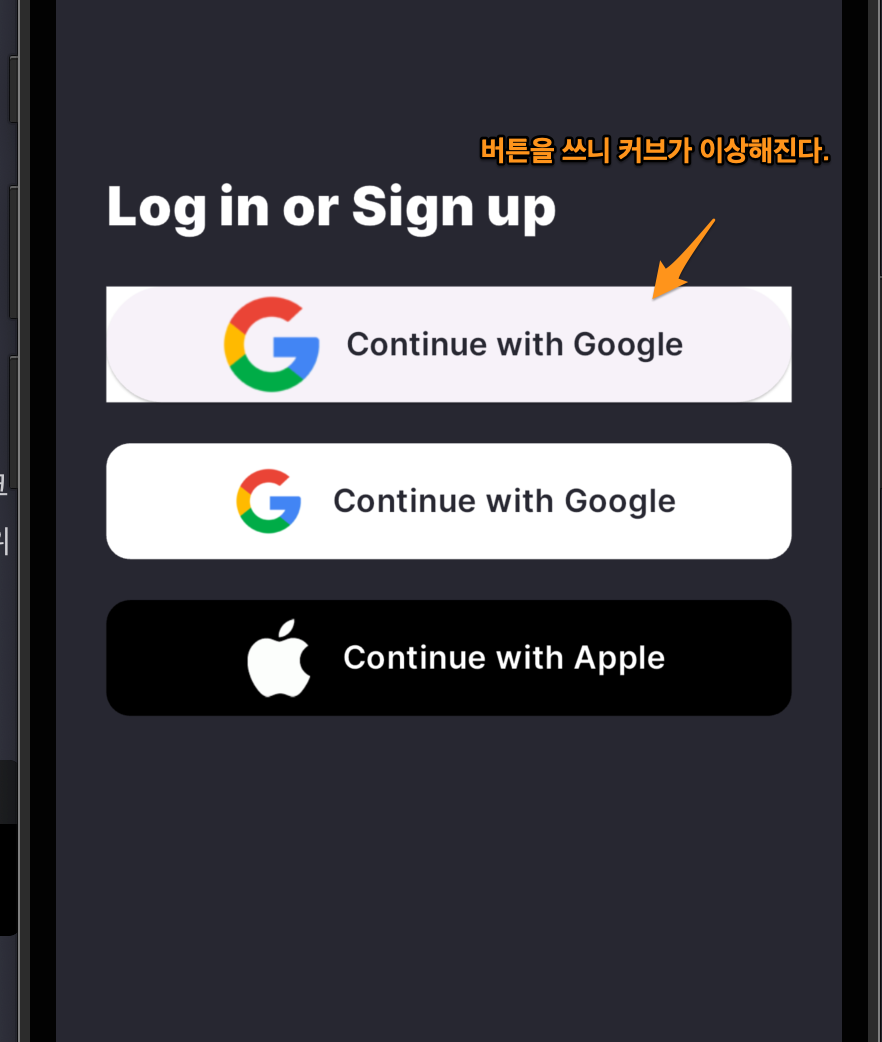 버튼을 쓰니 커브가 이상해진다.
Log in or Sign up
Continue with Google
Continue with Google
Continue with Apple